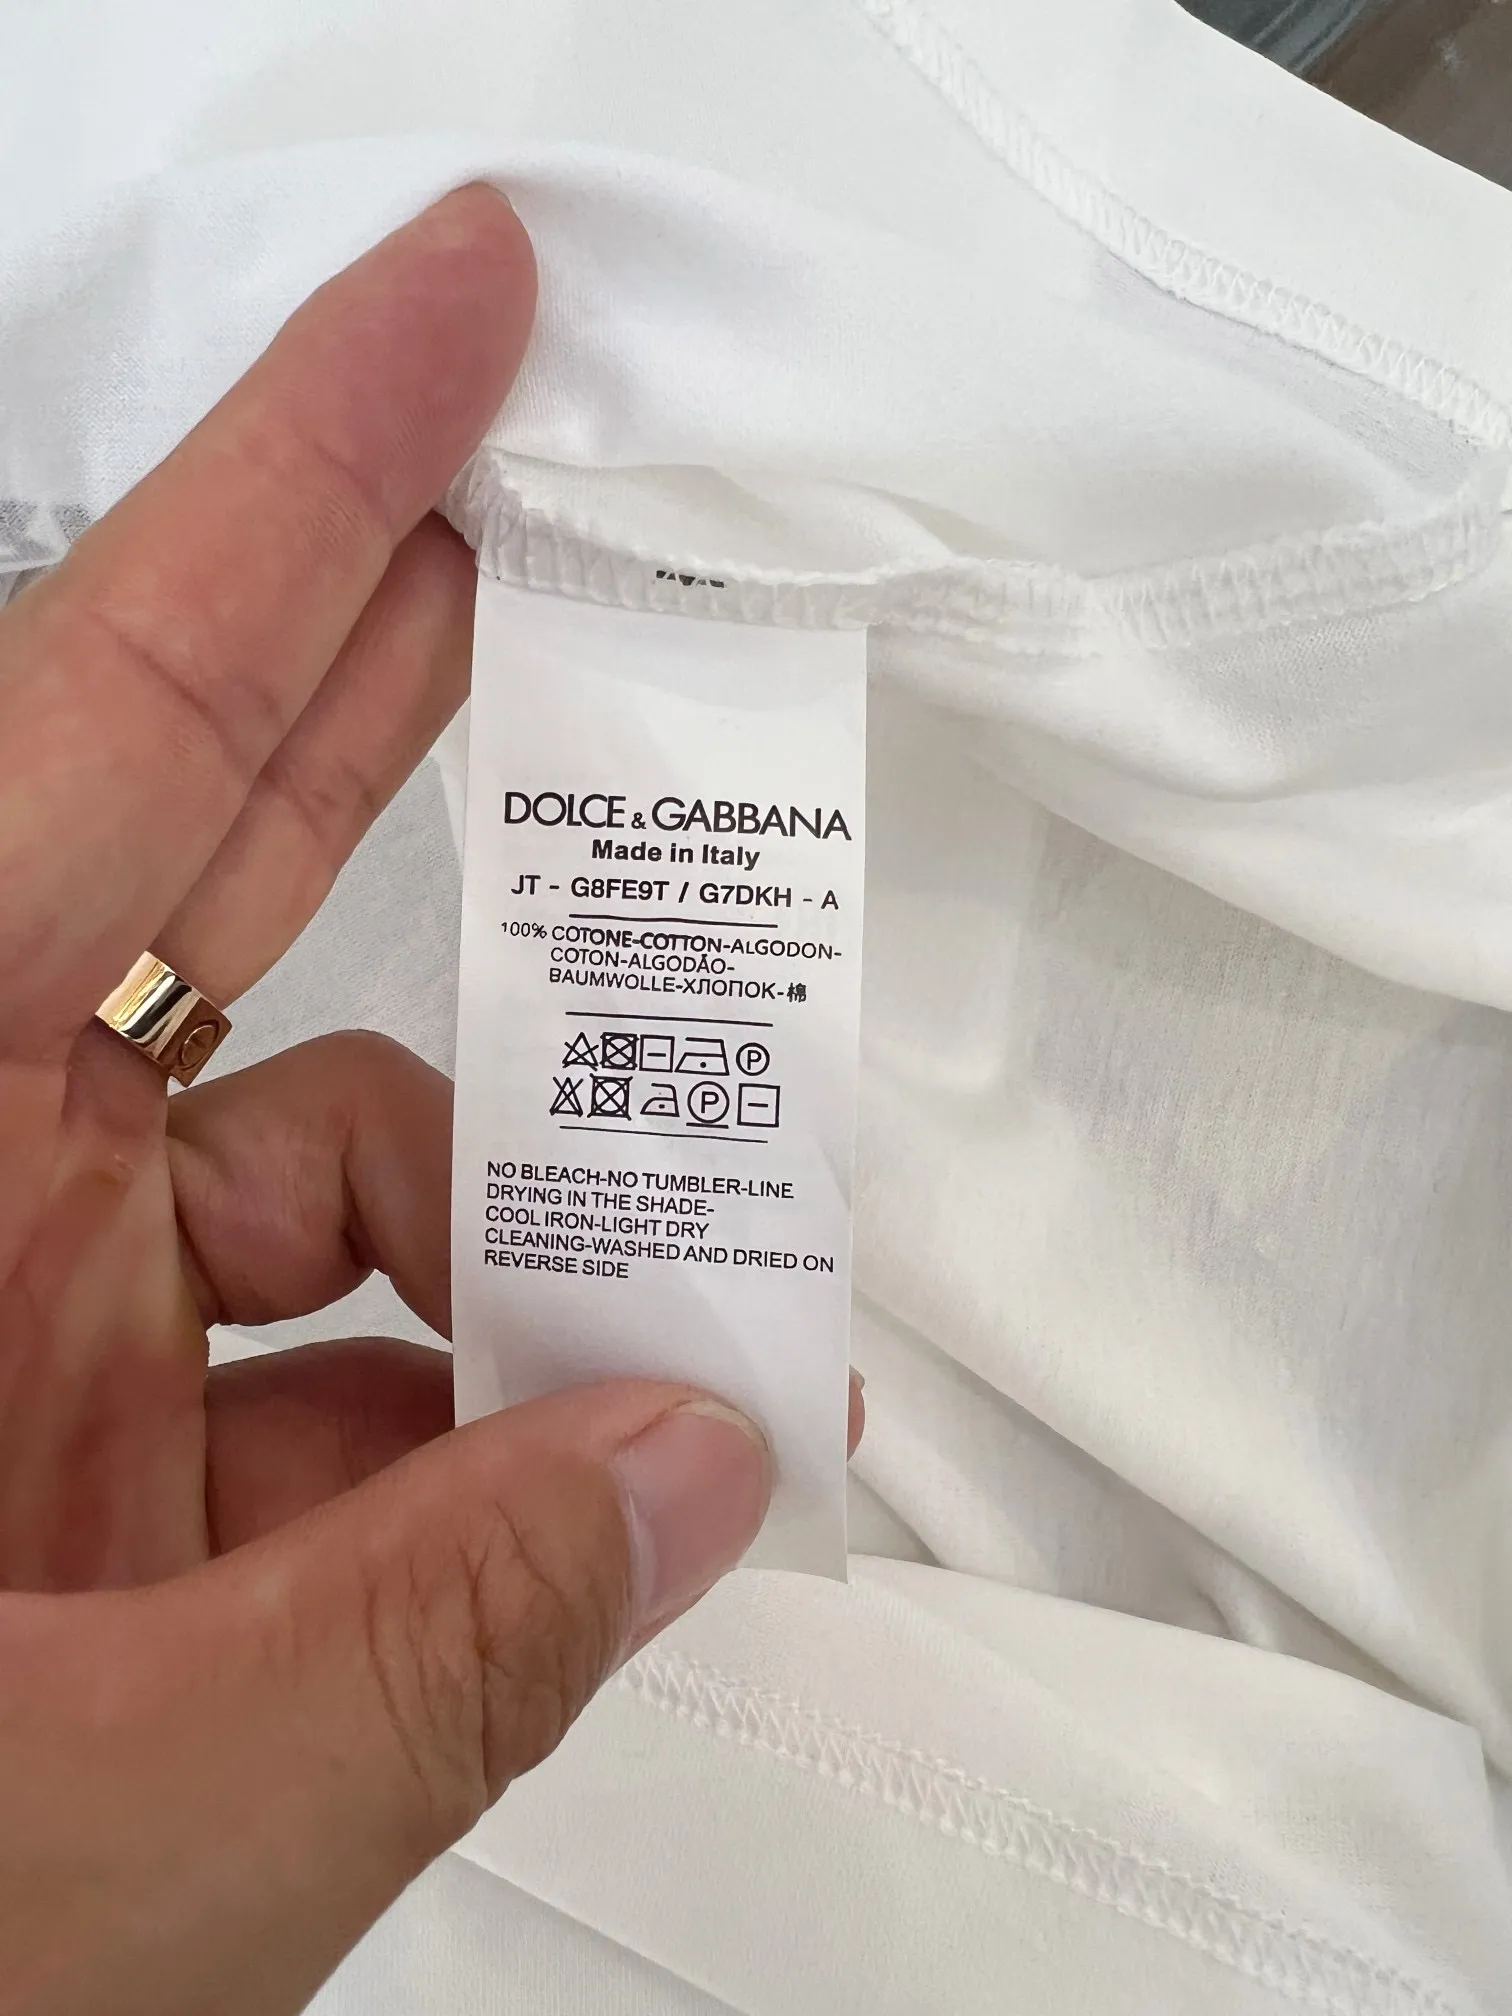 DOLCE & GABBANA
Made in Italy
JT - G8FE9T / G7DKH - A
100% COTONE-COTTON-ALGODON-
COTON-ALGODÃO-
BAUMWOLLE-ХЛОПОК-棉
P
P
NO BLEACH-NO TUMBLER-LINE
DRYING IN THE SHADE-
COOL IRON-LIGHT DRY
CLEANING-WASHED AND DRIED ON
REVERSE SIDE